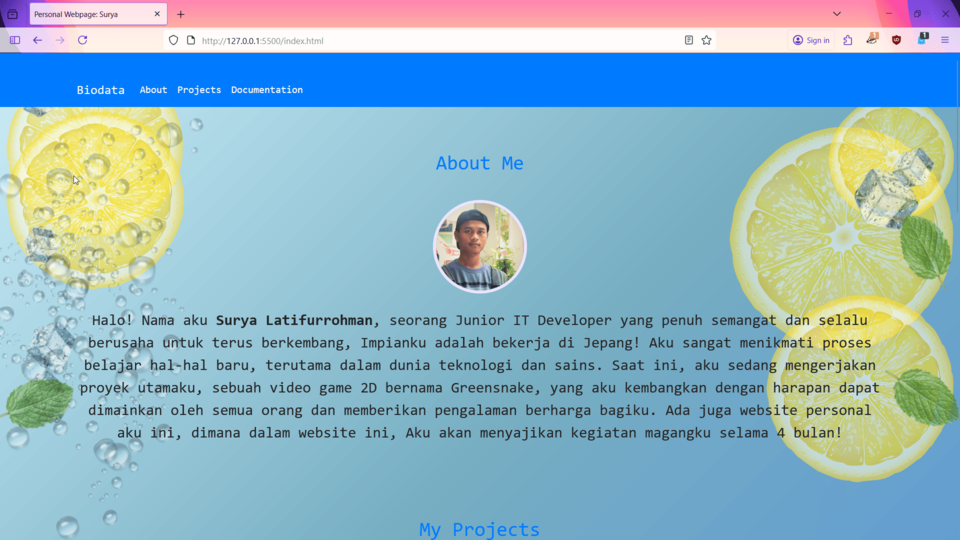 Personal Webpage: Surya
http://127.0.0.1:5500/index.html
Sign in
1
1
Biodata About Projects Documentation
About Me
Halo! Nama aku Surya Latifurrohman, seorang Junior IT Developer yang penuh semangat dan selalu
berusaha untuk terus berkembang, Impianku adalah bekerja di Jepang! Aku sangat menikmati proses
belajar hal-hal baru, terutama dalam dunia teknologi dan sains. Saat ini, aku sedang mengerjakan
proyek utamaku, sebuah video game 2D bernama Greensnake, yang aku kembangkan dengan harapan dapat
dimainkan oleh semua orang dan memberikan pengalaman berharga bagiku. Ada juga website personal
aku ini, dimana dalam website ini, Aku akan menyajikan kegiatan magangku selama 4 bulan!
My Projects